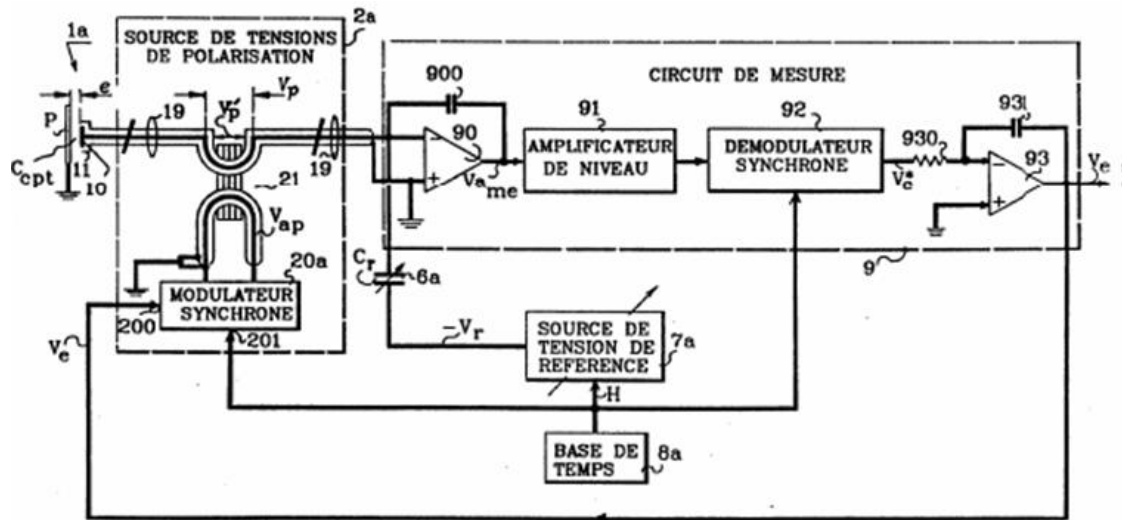 1a
SOURCE DE TENSIONS
DE POLARISATION
2a
e
19
V'p
Vp
P
Ccpt
11
10
19
21
Vap
20a
MODULATEUR
SYNCHRONE
200
201
Ve
CIRCUIT DE MESURE
900
90
Vame
91
AMPLIFICATEUR
DE NIVEAU
92
DEMODULATEUR
SYNCHRONE
930
Vc*
931
93
Ve
9
Cr
6a
-Vr
SOURCE DE
TENSION DE
REFERENCE
7a
H
BASE DE
TEMPS
8a